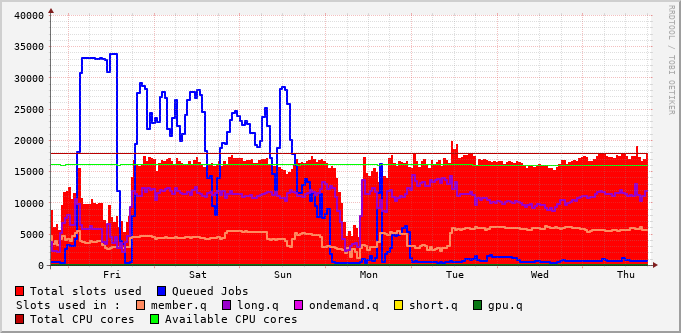 40000
35000
30000
25000
20000
15000
10000
5000
0
Fri Sat Sun Mon Tue Wed Thu
RRDTOOL / TOBI OETIKER
Total slots used Queued Jobs
Slots used in : member.q long.q ondemand.q short.q gpu.q
Total CPU cores Available CPU cores